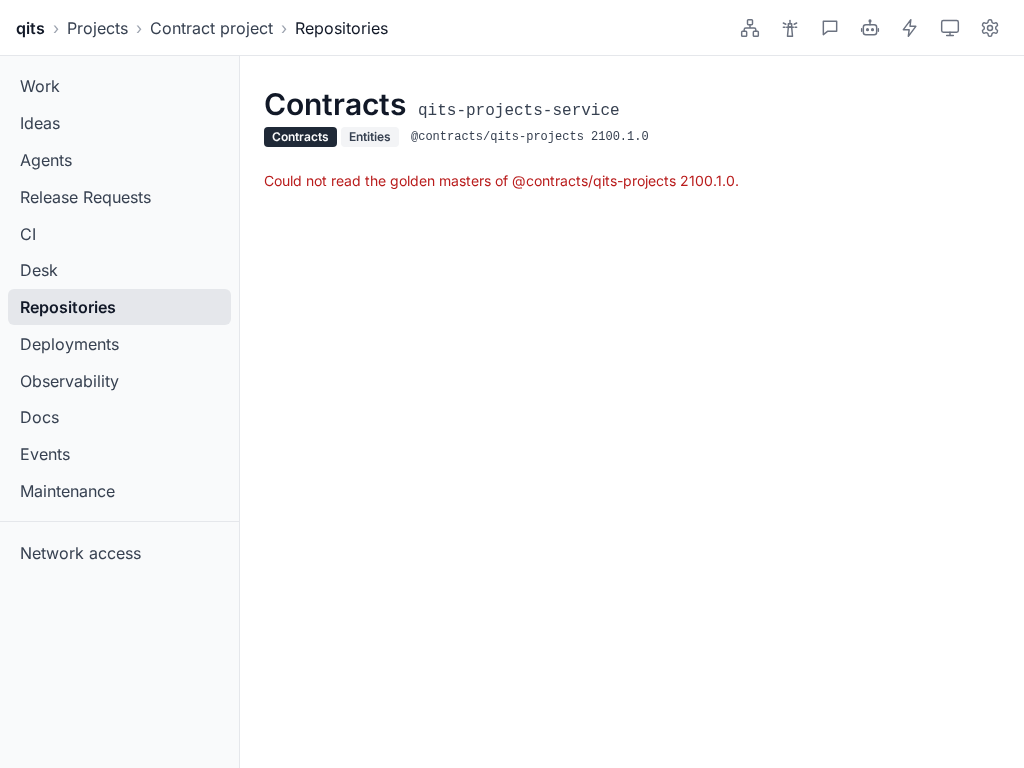 qits › Projects › Contract project › Repositories
Work
Ideas
Agents
Release Requests
CI
Desk
Repositories
Deployments
Observability
Docs
Events
Maintenance
Network access
Contracts qits-projects-service
Contracts Entities @contracts/qits-projects 2100.1.0
Could not read the golden masters of @contracts/qits-projects 2100.1.0.